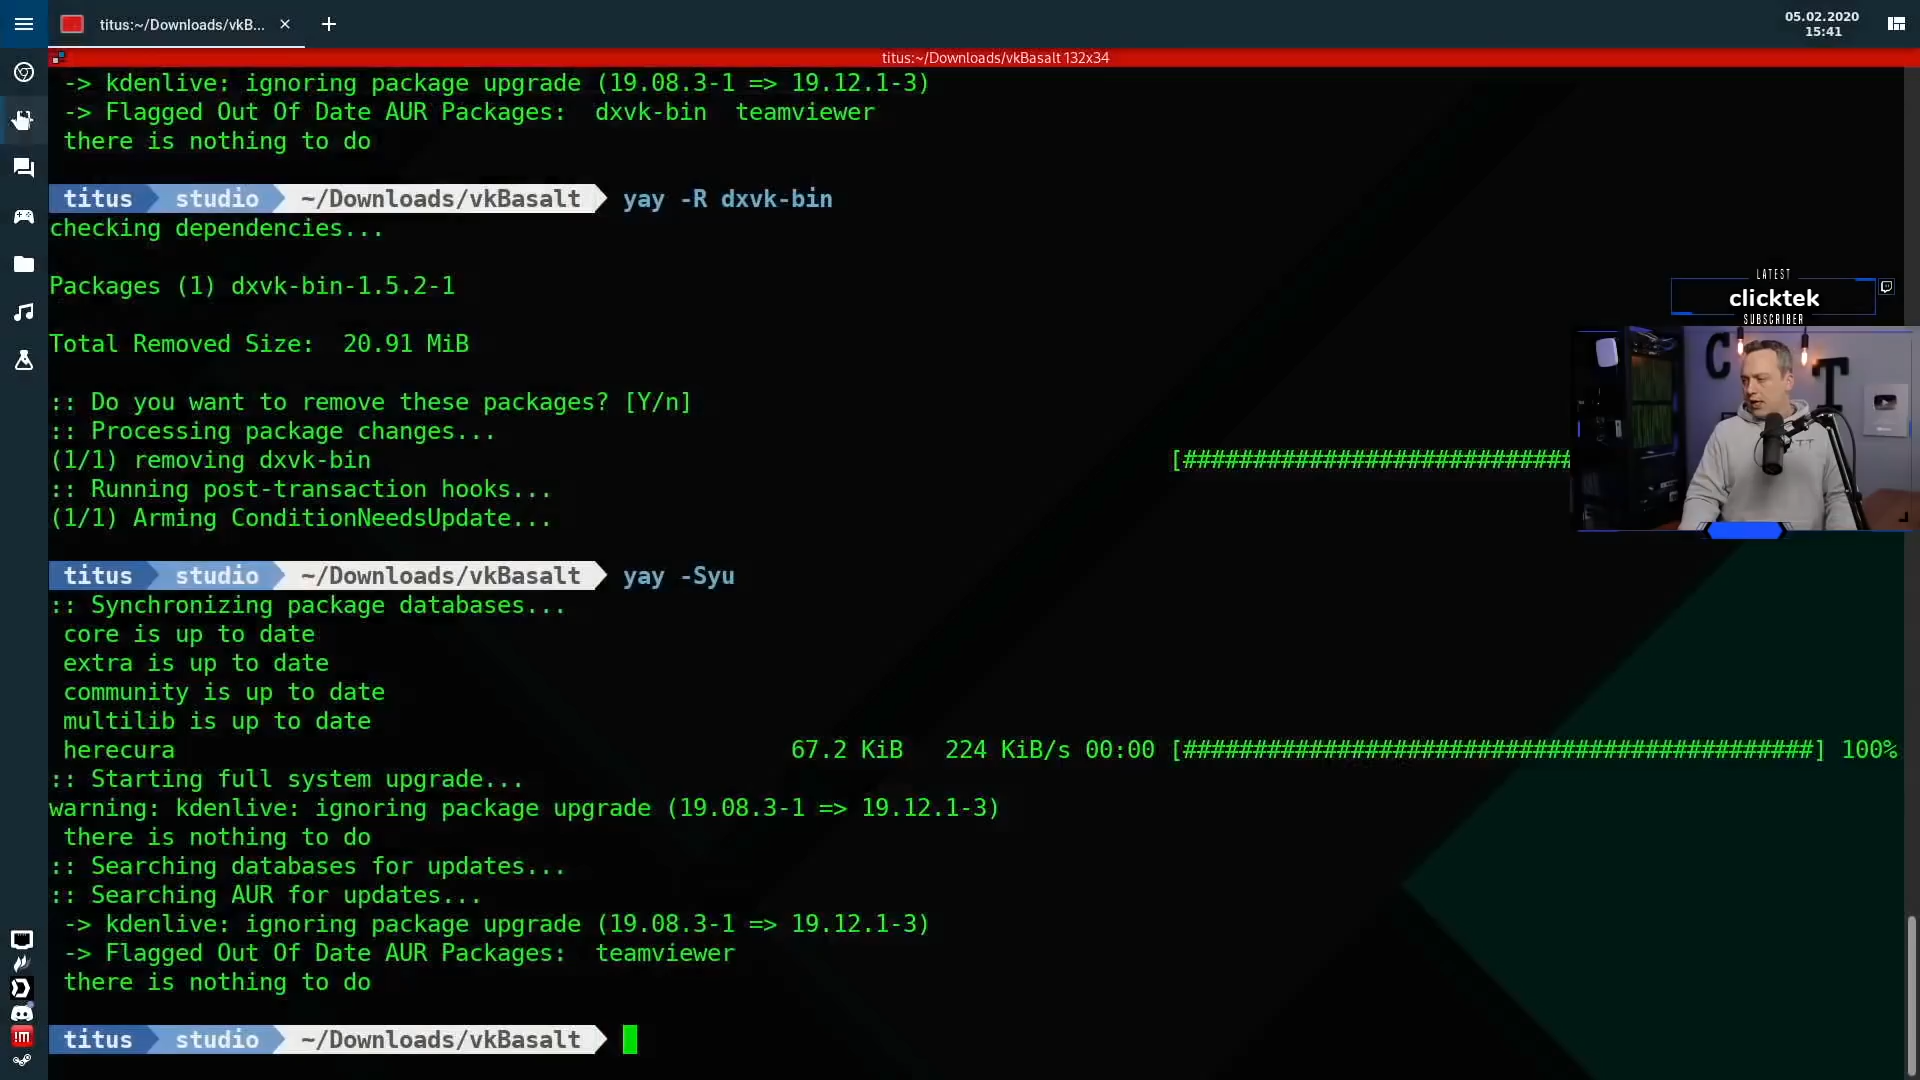 titus:~/Downloads/vkB...
05.02.2020
15:41
titus:~/Downloads/vkBasalt 132x34
-> kdenlive: ignoring package upgrade (19.08.3-1 => 19.12.1-3)
-> Flagged Out Of Date AUR Packages:  dxvk-bin  teamviewer
there is nothing to do
titus studio ~/Downloads/vkBasalt yay -R dxvk-bin
checking dependencies...
Packages (1) dxvk-bin-1.5.2-1
Total Removed Size:  20.91 MiB
:: Do you want to remove these packages? [Y/n]
:: Processing package changes...
(1/1) removing dxvk-bin [############################
:: Running post-transaction hooks...
(1/1) Arming ConditionNeedsUpdate...
titus studio ~/Downloads/vkBasalt yay -Syu
:: Synchronizing package databases...
core is up to date
extra is up to date
community is up to date
multilib is up to date
herecura 67.2 KiB 224 KiB/s 00:00 [#############################################] 100%
:: Starting full system upgrade...
warning: kdenlive: ignoring package upgrade (19.08.3-1 => 19.12.1-3)
there is nothing to do
:: Searching databases for updates...
:: Searching AUR for updates...
-> kdenlive: ignoring package upgrade (19.08.3-1 => 19.12.1-3)
-> Flagged Out Of Date AUR Packages:  teamviewer
there is nothing to do
titus studio ~/Downloads/vkBasalt
LATEST
clicktek
SUBSCRIBER
C T
!m